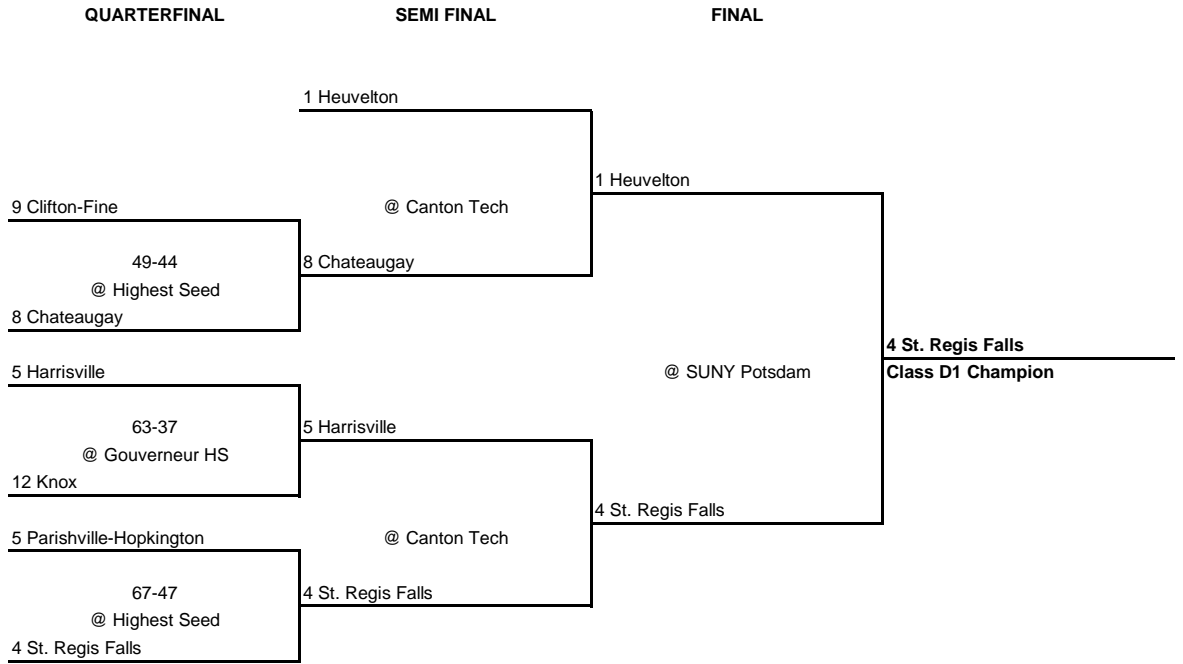 QUARTERFINAL SEMI FINAL FINAL
1 Heuvelton
1 Heuvelton
9 Clifton-Fine @ Canton Tech
49-44 8 Chateaugay
@ Highest Seed
8 Chateaugay
4 St. Regis Falls
5 Harrisville @ SUNY Potsdam Class D1 Champion
63-37 5 Harrisville
@ Gouverneur HS
12 Knox
4 St. Regis Falls
5 Parishville-Hopkington @ Canton Tech
67-47 4 St. Regis Falls
@ Highest Seed
4 St. Regis Falls